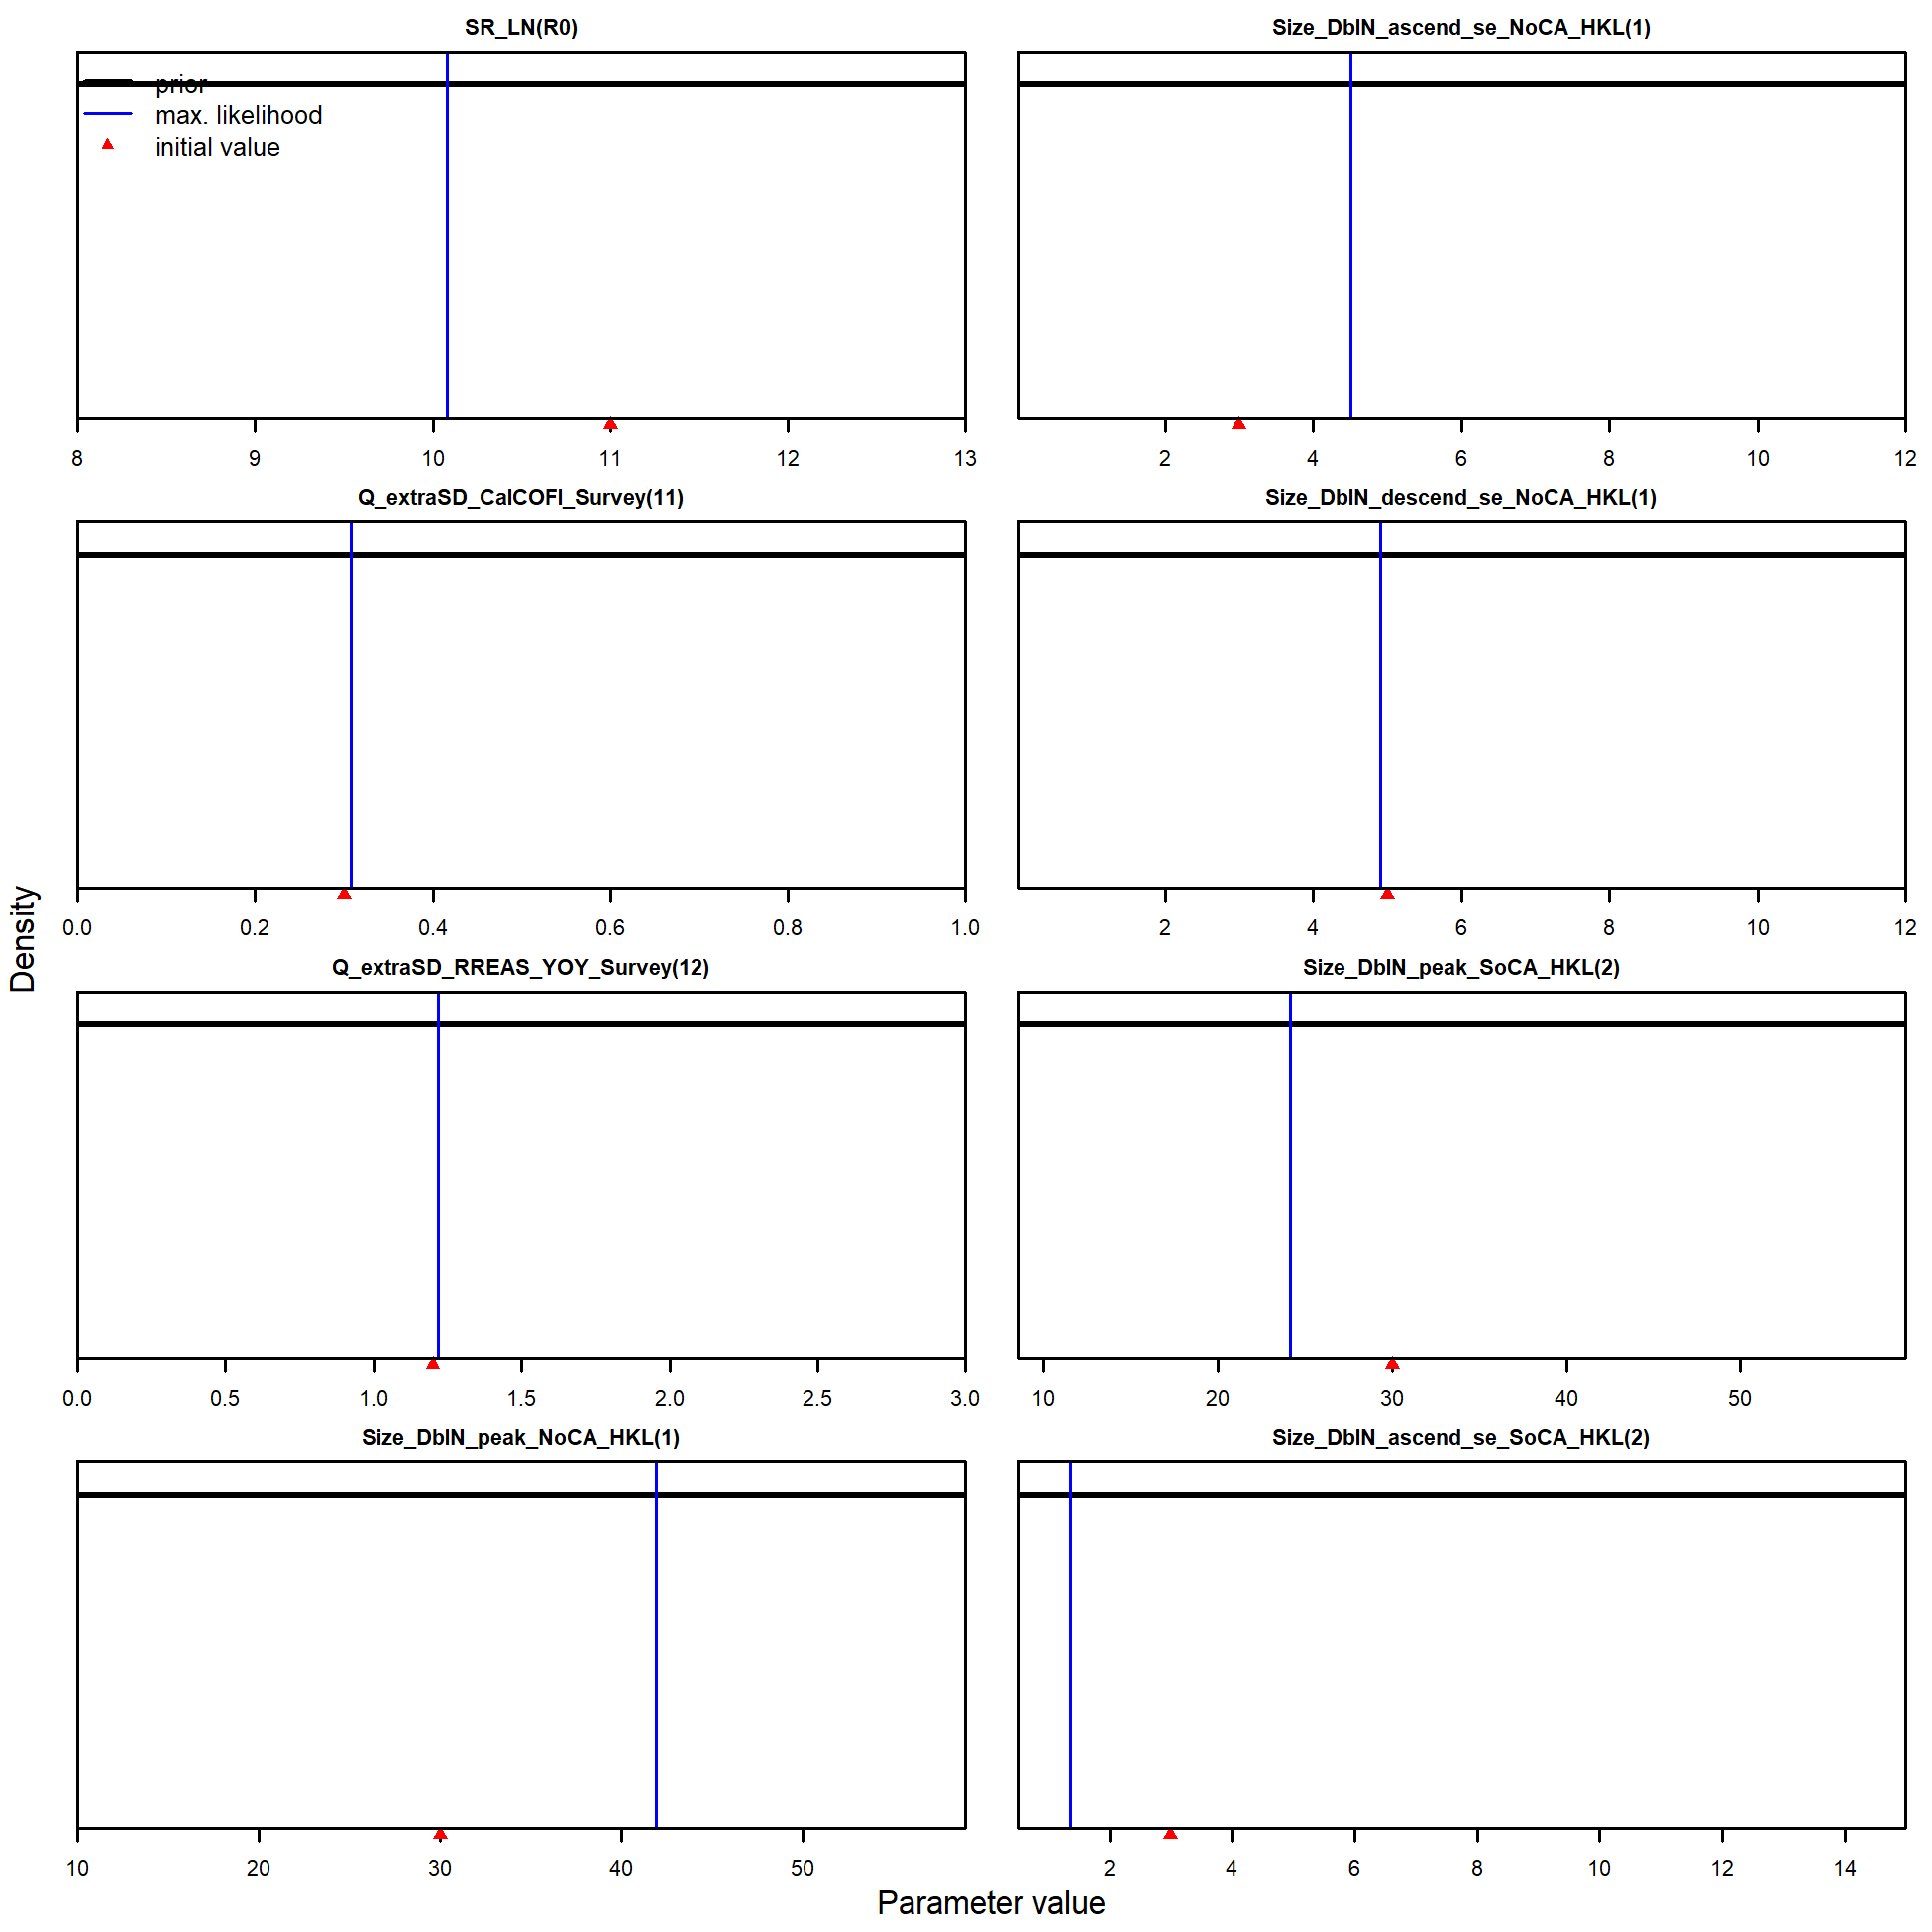 SR_LN(R0)
prior
max. likelihood
initial value
8 9 10 11 12 13
Size_DblN_ascend_se_NoCA_HKL(1)
2 4 6 8 10 12
Q_extraSD_CalCOFI_Survey(11)
0.0 0.2 0.4 0.6 0.8 1.0
Size_DblN_descend_se_NoCA_HKL(1)
2 4 6 8 10 12
Q_extraSD_RREAS_YOY_Survey(12)
0.0 0.5 1.0 1.5 2.0 2.5 3.0
Size_DblN_peak_SoCA_HKL(2)
10 20 30 40 50
Size_DblN_peak_NoCA_HKL(1)
10 20 30 40 50
Size_DblN_ascend_se_SoCA_HKL(2)
2 4 6 8 10 12 14
Density
Parameter value